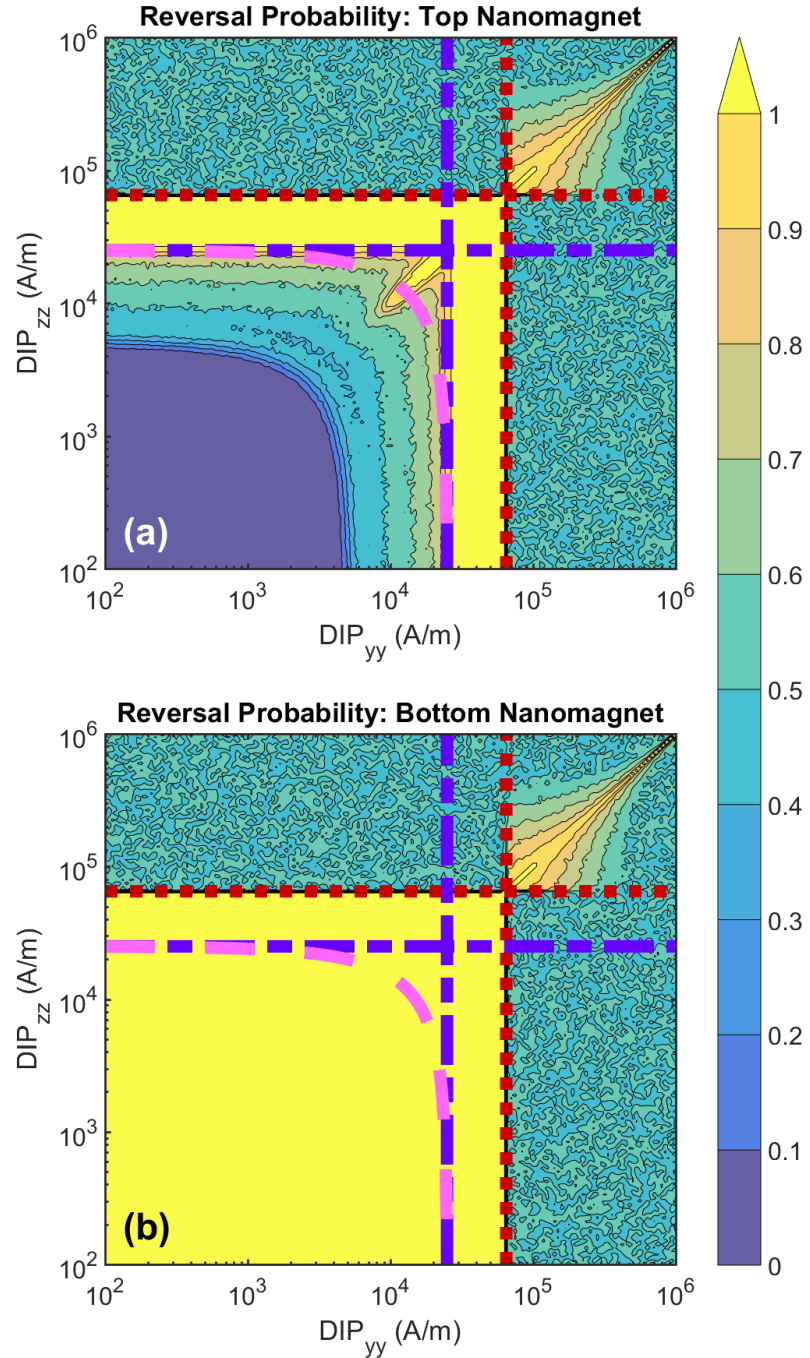 Reversal Probability: Top Nanomagnet
10^6
10^5
10^4
10^3
10^2
DIP_zz (A/m)
(a)
10^2 10^3 10^4 10^5 10^6
DIP_yy (A/m)
1
0.9
0.8
0.7
0.6
0.5
0.4
0.3
0.2
0.1
0
Reversal Probability: Bottom Nanomagnet
10^6
10^5
10^4
10^3
10^2
DIP_zz (A/m)
(b)
10^2 10^3 10^4 10^5 10^6
DIP_yy (A/m)